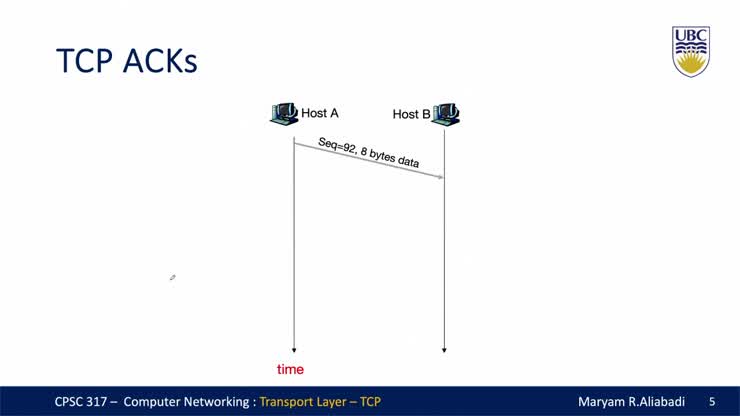 TCP ACKs
UBC
Host A
Host B
Seq=92, 8 bytes data
time
CPSC 317 – Computer Networking : Transport Layer – TCP
Maryam R.Aliabadi
5